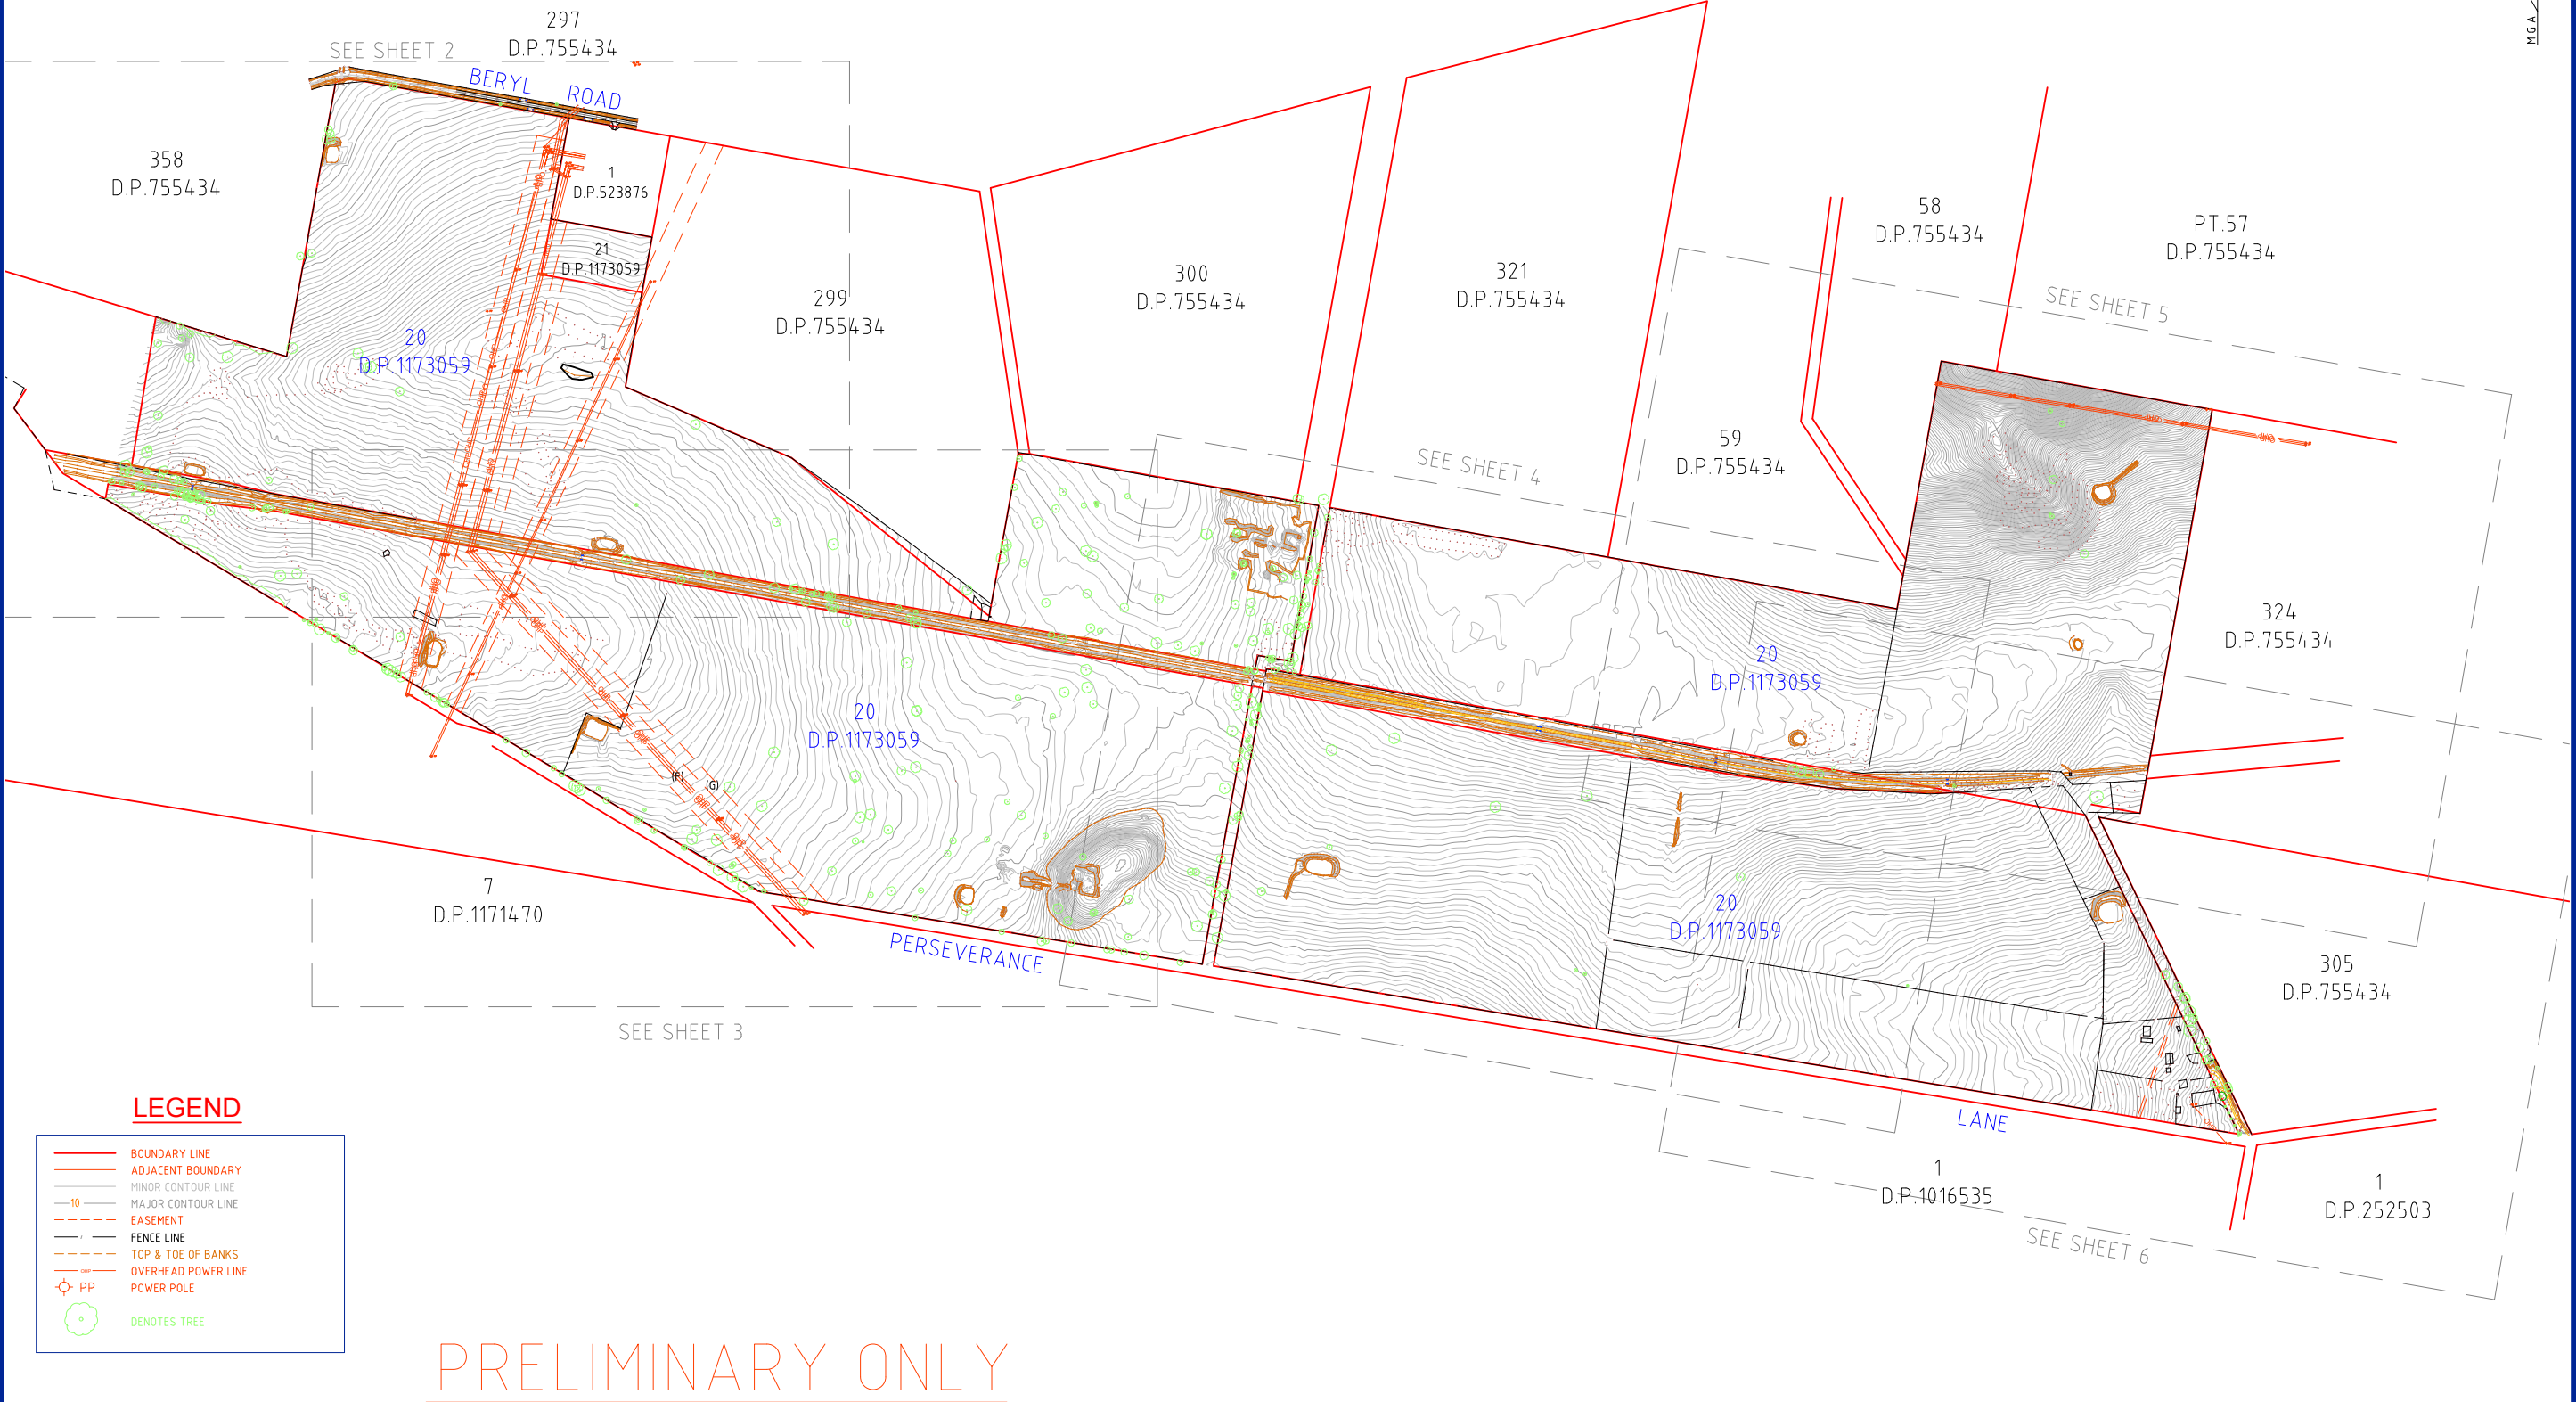 297
D.P.755434
SEE SHEET 2
BERYL ROAD
MGA
358
D.P.755434
1
D.P.523876
21
D.P.1173059
299
D.P.755434
300
D.P.755434
321
D.P.755434
58
D.P.755434
PT.57
D.P.755434
SEE SHEET 5
20
D.P.1173059
59
D.P.755434
SEE SHEET 4
324
D.P.755434
20
D.P.1173059
20
D.P.1173059
(F)
(G)
7
D.P.1171470
20
D.P.1173059
PERSEVERANCE
305
D.P.755434
SEE SHEET 3
LANE
1
D.P.1016535
1
D.P.252503
SEE SHEET 6
LEGEND
BOUNDARY LINE
ADJACENT BOUNDARY
MINOR CONTOUR LINE
10 MAJOR CONTOUR LINE
EASEMENT
FENCE LINE
TOP & TOE OF BANKS
OHP OVERHEAD POWER LINE
PP POWER POLE
DENOTES TREE
PRELIMINARY ONLY